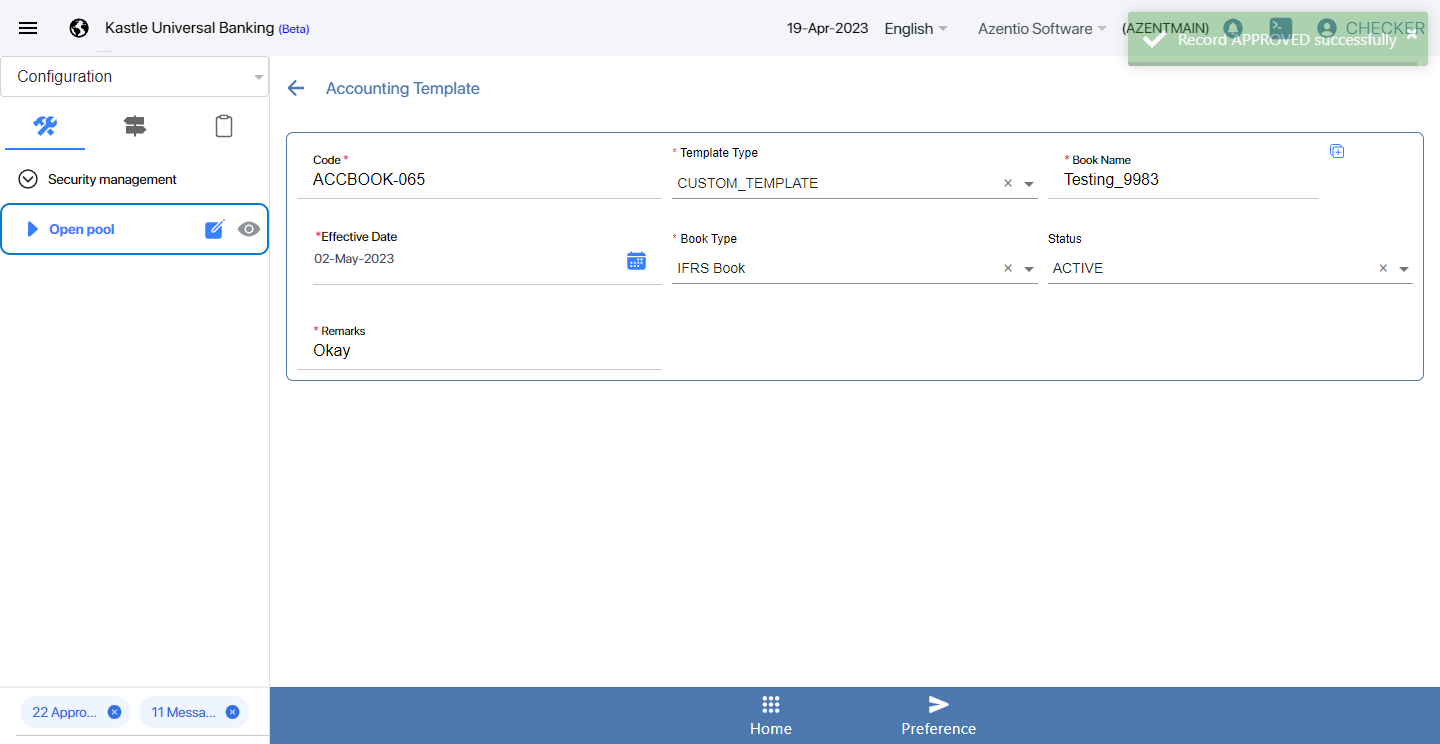 Kastle Universal Banking (Beta)
19-Apr-2023
English
Azentio Software
(AZENTMAIN)
CHECKER
Record APPROVED successfully
Configuration
Accounting Template
Security management
Open pool
Code *
ACCBOOK-065
* Template Type
CUSTOM_TEMPLATE
* Book Name
Testing_9983
*Effective Date
02-May-2023
* Book Type
IFRS Book
Status
ACTIVE
* Remarks
Okay
22 Appro...
11 Messa...
Home
Preference